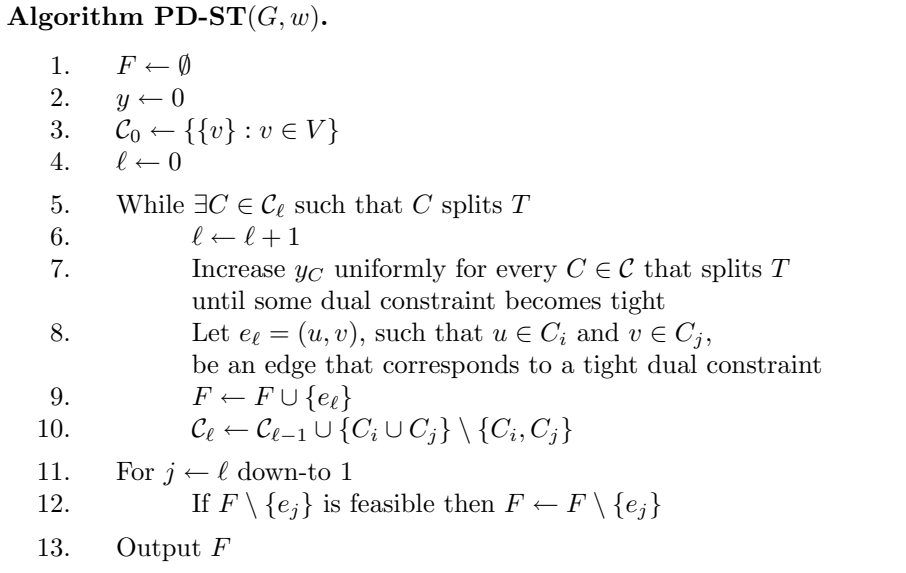 Algorithm PD-ST(G, w).
1. F ← ∅
2. y ← 0
3. 𝒞₀ ← {{v} : v ∈ V}
4. ℓ ← 0
5. While ∃C ∈ 𝒞_ℓ such that C splits T
6. ℓ ← ℓ + 1
7. Increase y_C uniformly for every C ∈ 𝒞 that splits T
until some dual constraint becomes tight
8. Let e_ℓ = (u, v), such that u ∈ C_i and v ∈ C_j,
be an edge that corresponds to a tight dual constraint
9. F ← F ∪ {e_ℓ}
10. 𝒞_ℓ ← 𝒞_{ℓ−1} ∪ {C_i ∪ C_j} \ {C_i, C_j}
11. For j ← ℓ down-to 1
12. If F \ {e_j} is feasible then F ← F \ {e_j}
13. Output F